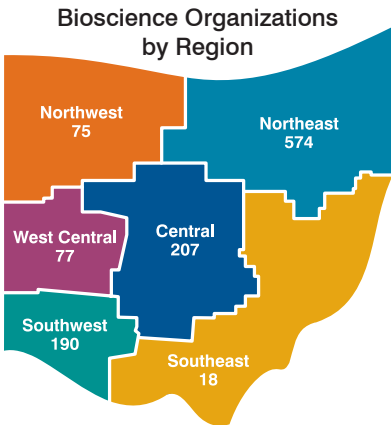 Bioscience Organizations
by Region
Northwest
75
Northeast
574
West Central
77
Central
207
Southwest
190
Southeast
18